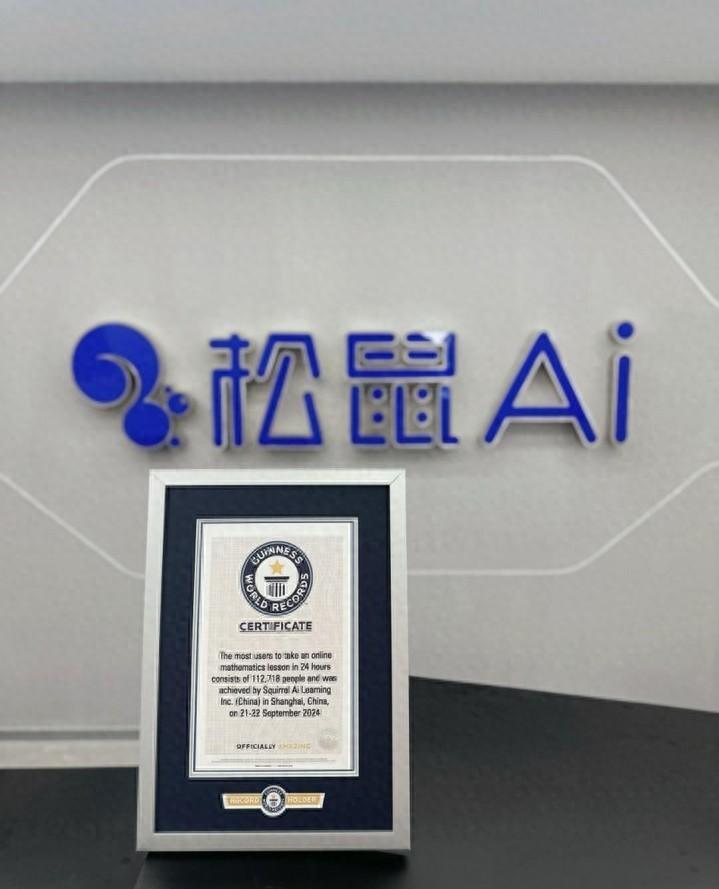 松鼠Ai
GUINNESS
WORLD RECORDS
CERTIFICATE
The most users to take an online
mathematics lesson in 24 hours
consists of 112,718 people and was
achieved by Squirrel Ai Learning
Inc. (China) in Shanghai, China,
on 21-22 September 2024
OFFICIALLY AMAZING
RECORD HOLDER